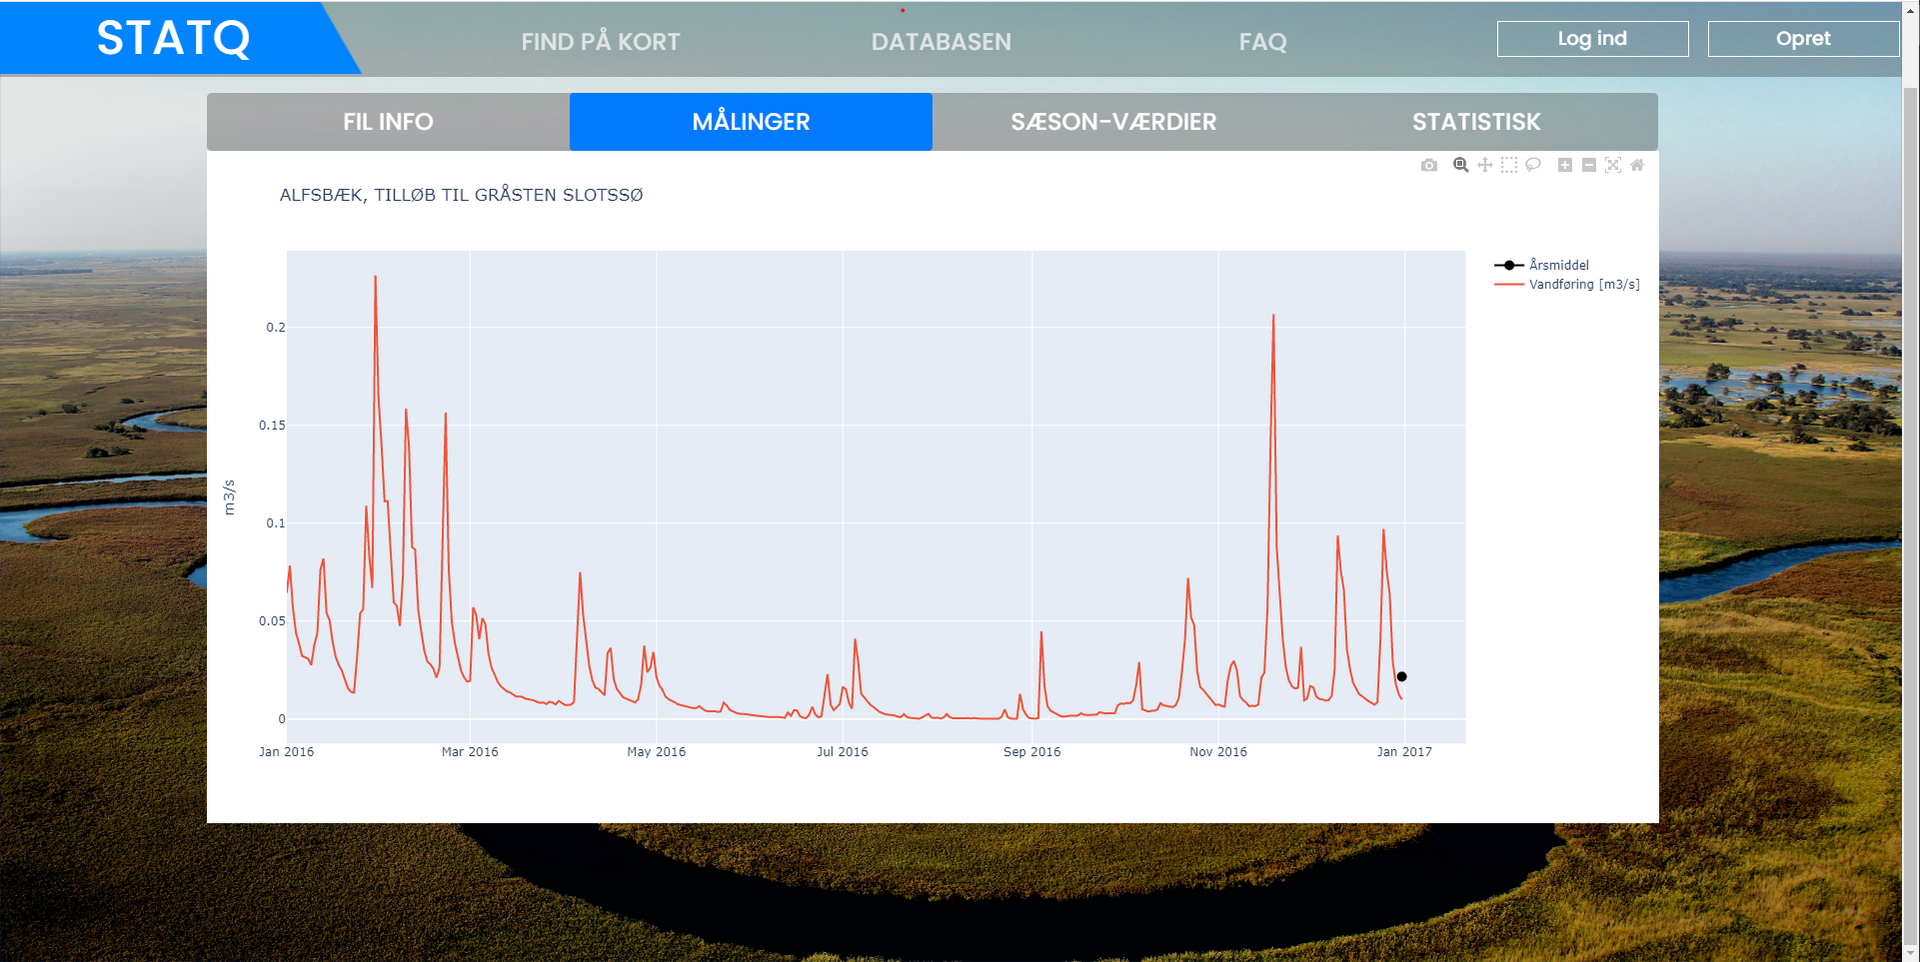 STATQ
FIND PÅ KORT
DATABASEN
FAQ
Log ind
Opret
FIL INFO
MÅLINGER
SÆSON-VÆRDIER
STATISTISK
ALFSBÆK, TILLØB TIL GRÅSTEN SLOTSSØ
Årsmiddel
Vandføring [m3/s]
0.2
0.15
0.1
0.05
0
m3/s
Jan 2016
Mar 2016
May 2016
Jul 2016
Sep 2016
Nov 2016
Jan 2017